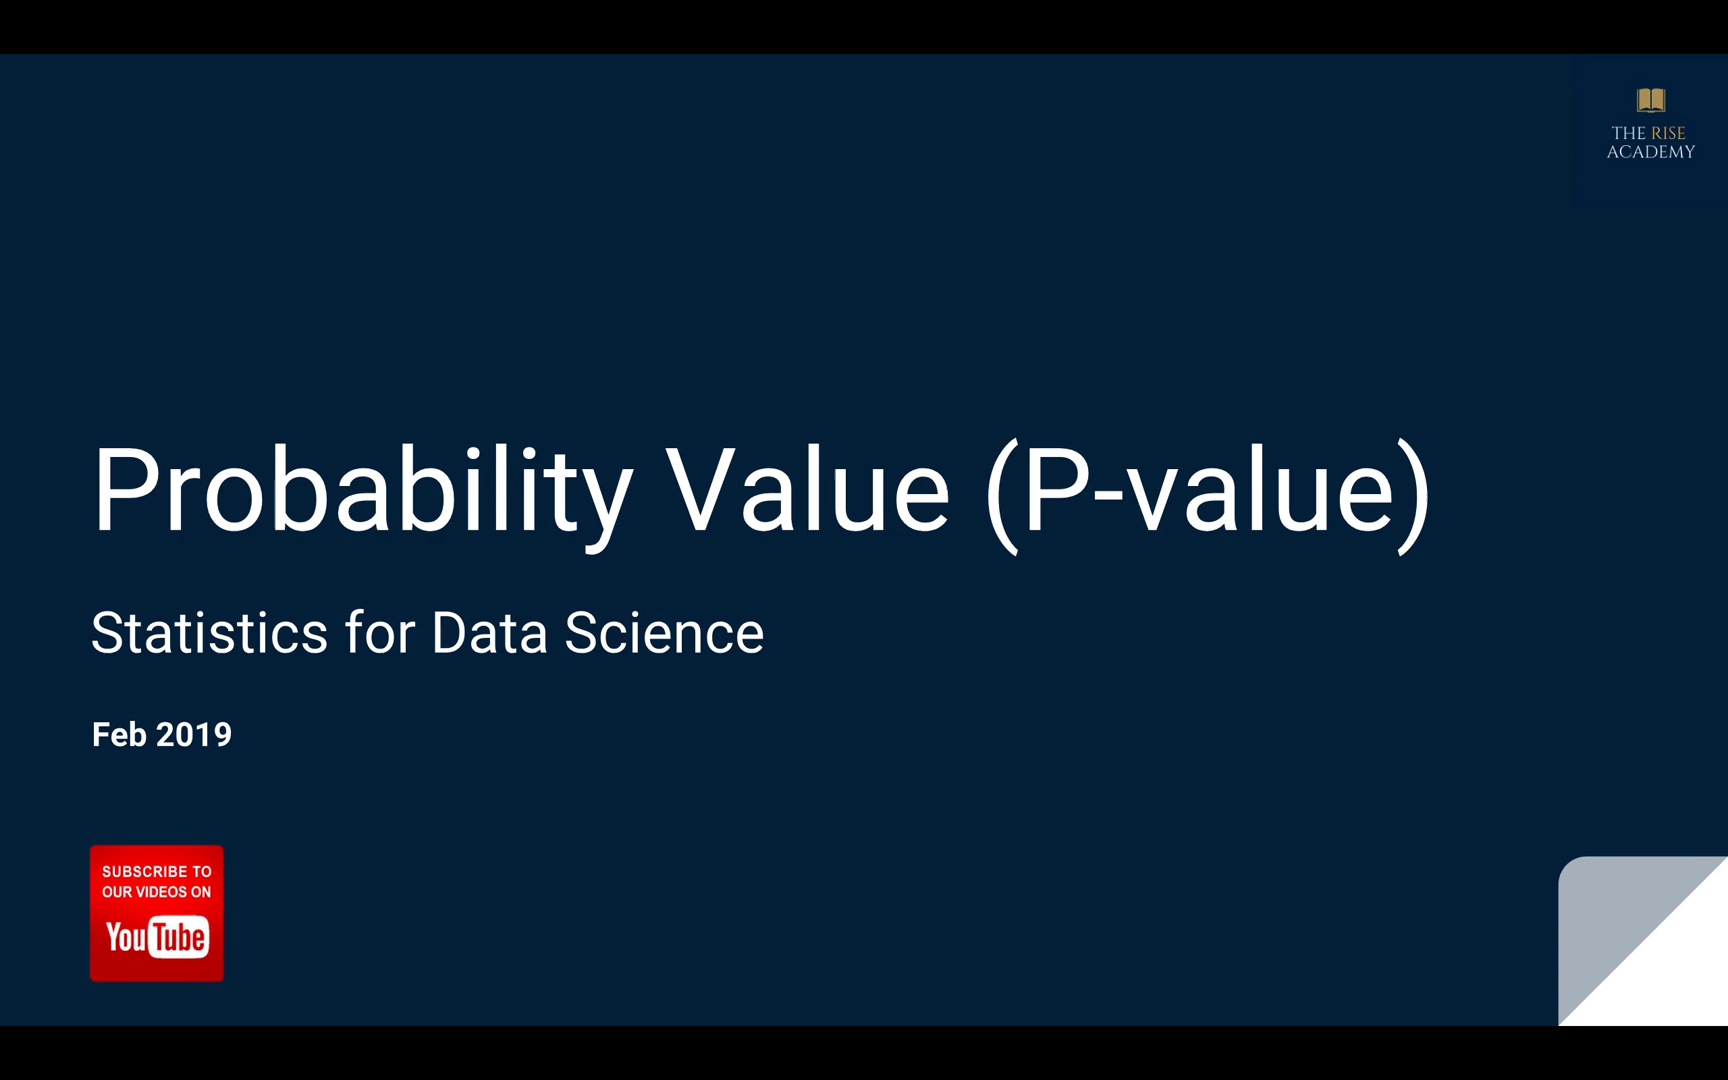 THE RISE
ACADEMY
Probability Value (P-value)
Statistics for Data Science
Feb 2019
SUBSCRIBE TO
OUR VIDEOS ON
YouTube